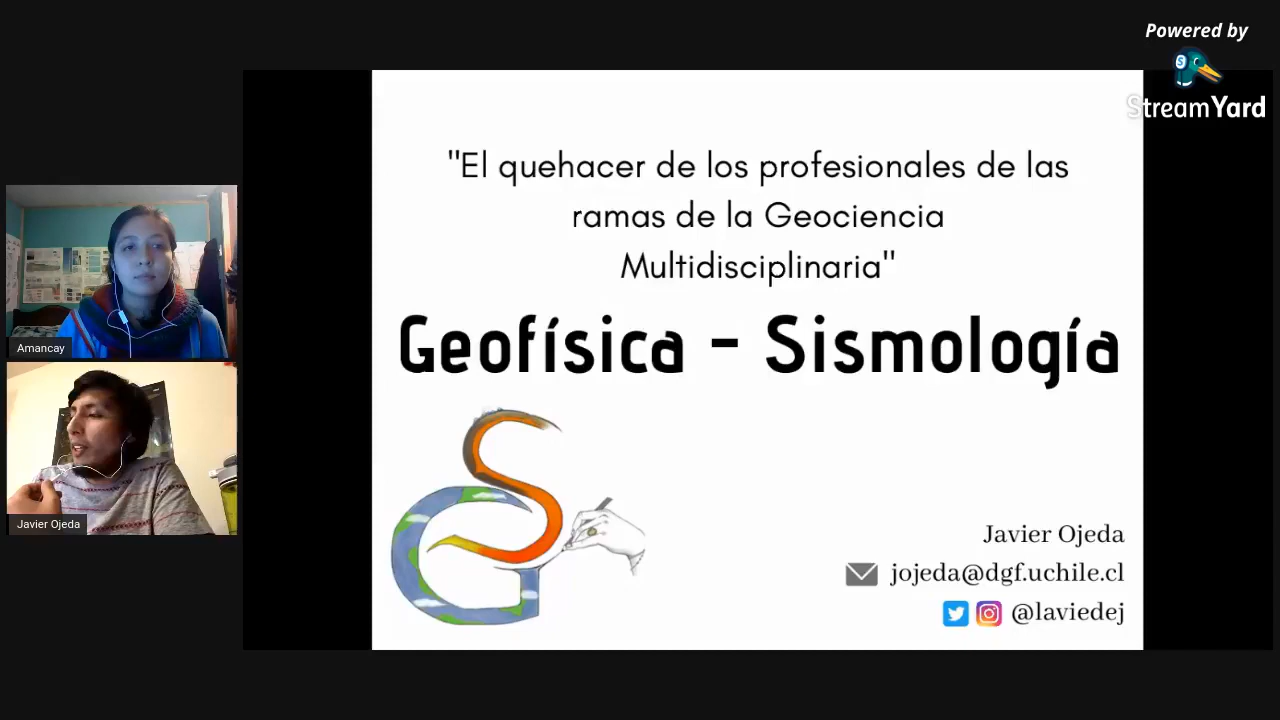 Powered by
StreamYard
"El quehacer de los profesionales de las
ramas de la Geociencia
Multidisciplinaria"
Geofísica - Sismología
Amancay
Javier Ojeda
Javier Ojeda
jojeda@dgf.uchile.cl
@laviedej